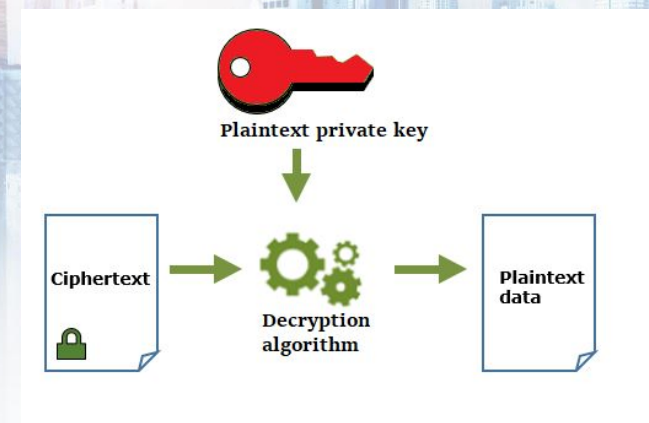 Plaintext private key
Ciphertext
Decryption
algorithm
Plaintext
data